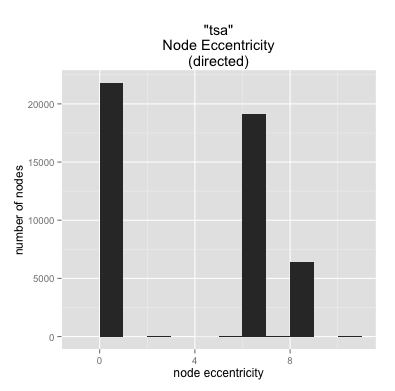 "tsa"
Node Eccentricity
(directed)
number of nodes
20000
15000
10000
5000
0
0 4 8
node eccentricity